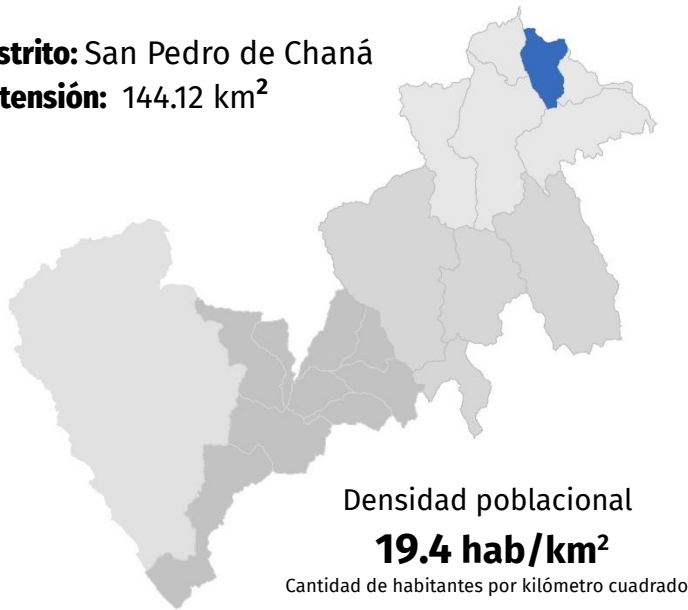 strito: San Pedro de Chaná
tensión: 144.12 km²
Densidad poblacional
19.4 hab/km²
Cantidad de habitantes por kilómetro cuadrado